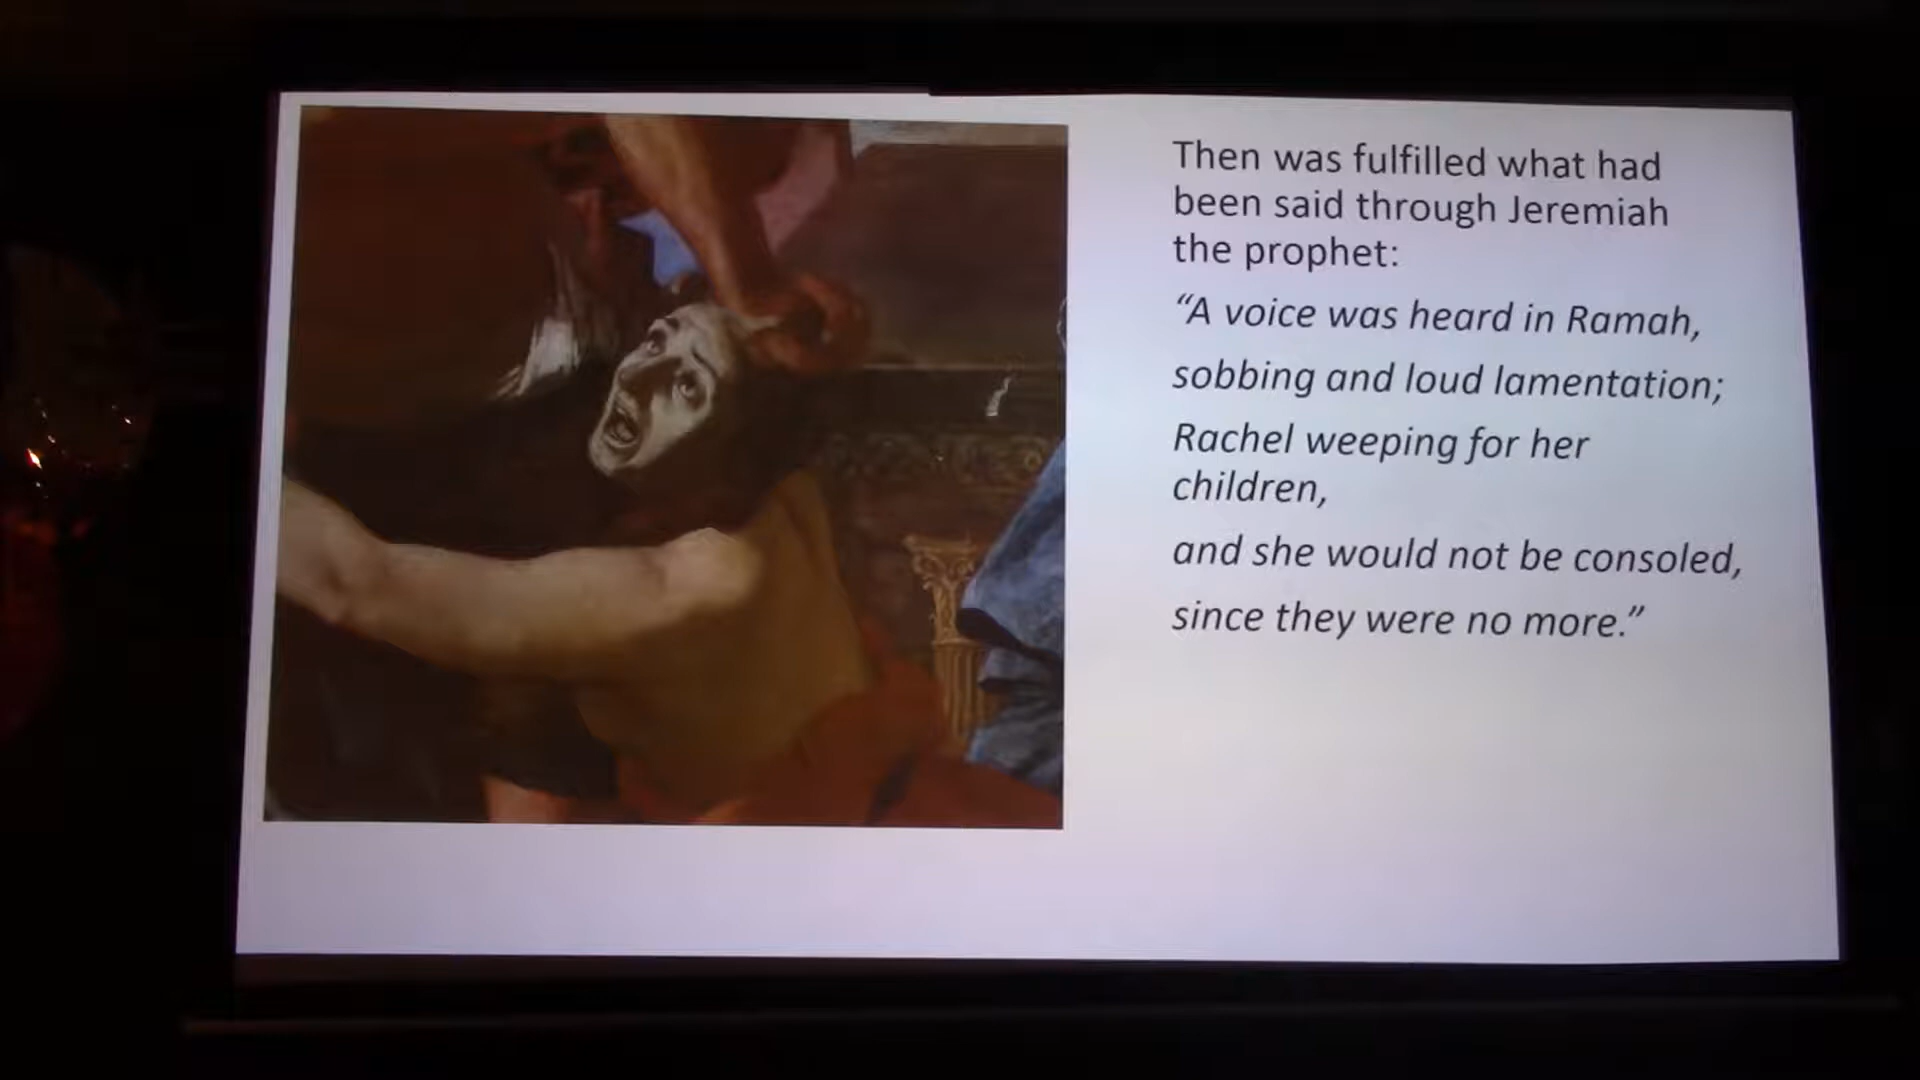 Then was fulfilled what had
been said through Jeremiah
the prophet:
“A voice was heard in Ramah,
sobbing and loud lamentation;
Rachel weeping for her
children,
and she would not be consoled,
since they were no more.”